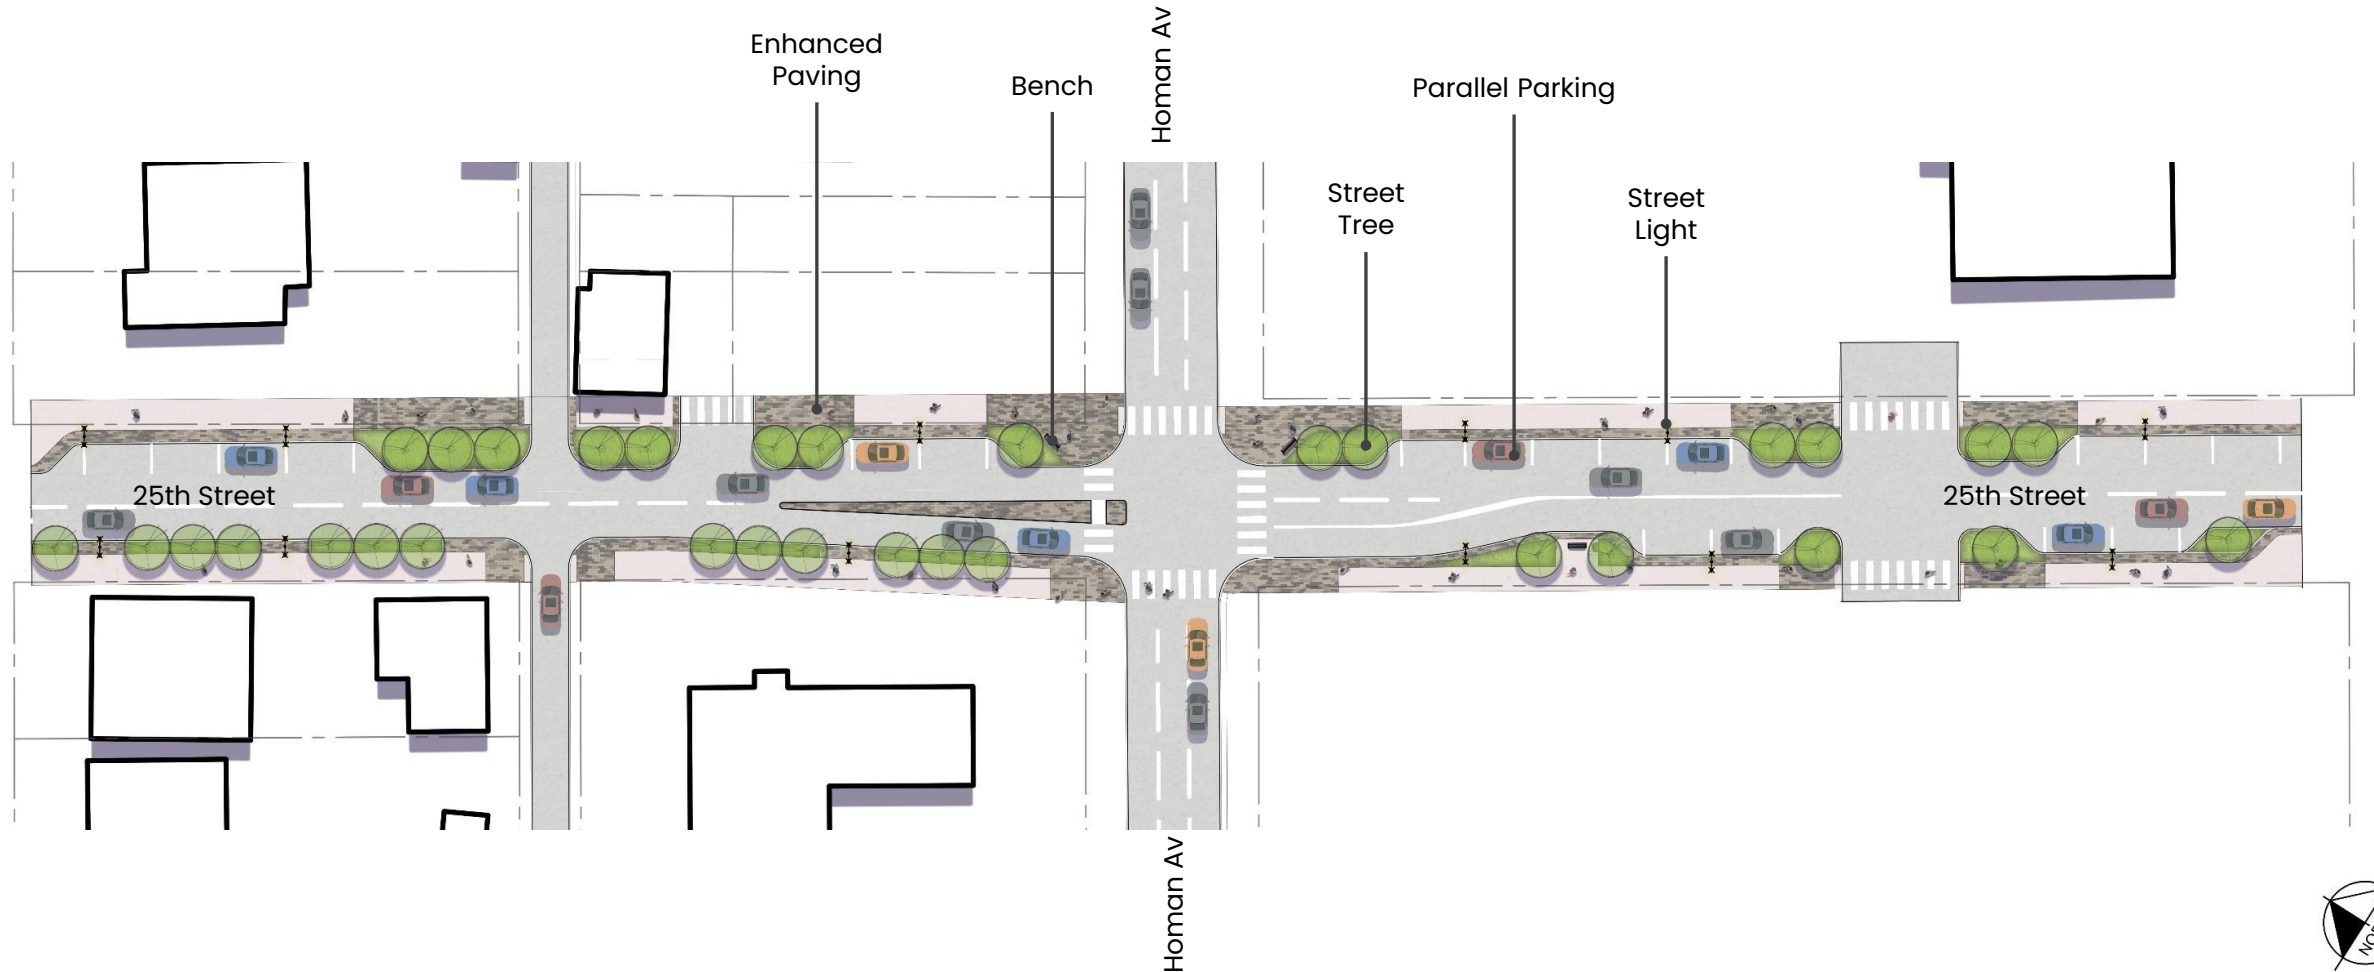 Homan Av
Enhanced
Paving
Bench
Parallel Parking
Street
Tree
Street
Light
25th Street
25th Street
Homan Av